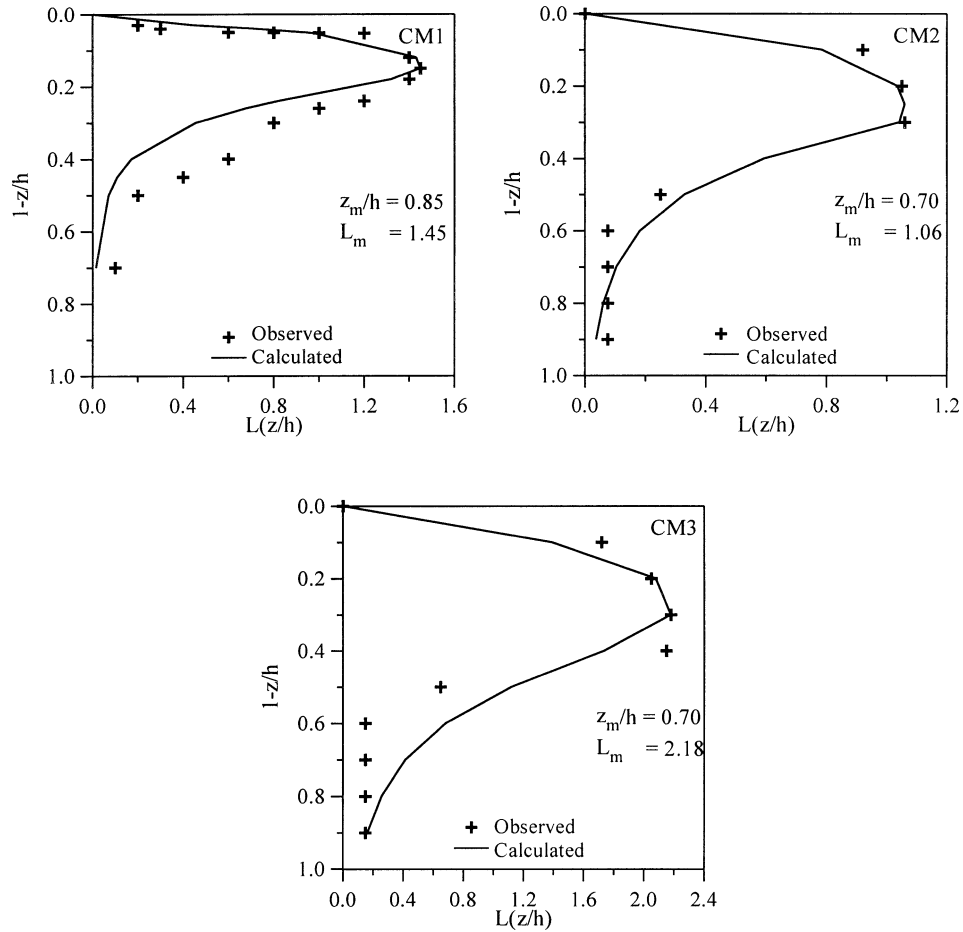 CM1
0.0
0.2
0.4
0.6
0.8
1.0
1-z/h
z_m/h = 0.85
L_m = 1.45
Observed
Calculated
0.0 0.4 0.8 1.2 1.6
L(z/h)
CM2
0.0
0.2
0.4
0.6
0.8
1.0
1-z/h
z_m/h = 0.70
L_m = 1.06
Observed
Calculated
0.0 0.4 0.8 1.2
L(z/h)
CM3
0.0
0.2
0.4
0.6
0.8
1.0
1-z/h
z_m/h = 0.70
L_m = 2.18
Observed
Calculated
0.0 0.4 0.8 1.2 1.6 2.0 2.4
L(z/h)